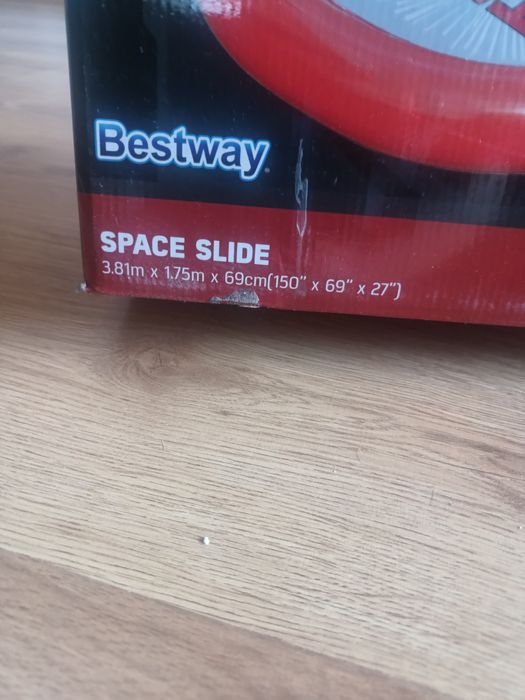 Bestway
SPACE SLIDE
3.81m x 1.75m x 69cm(150" x 69" x 27")